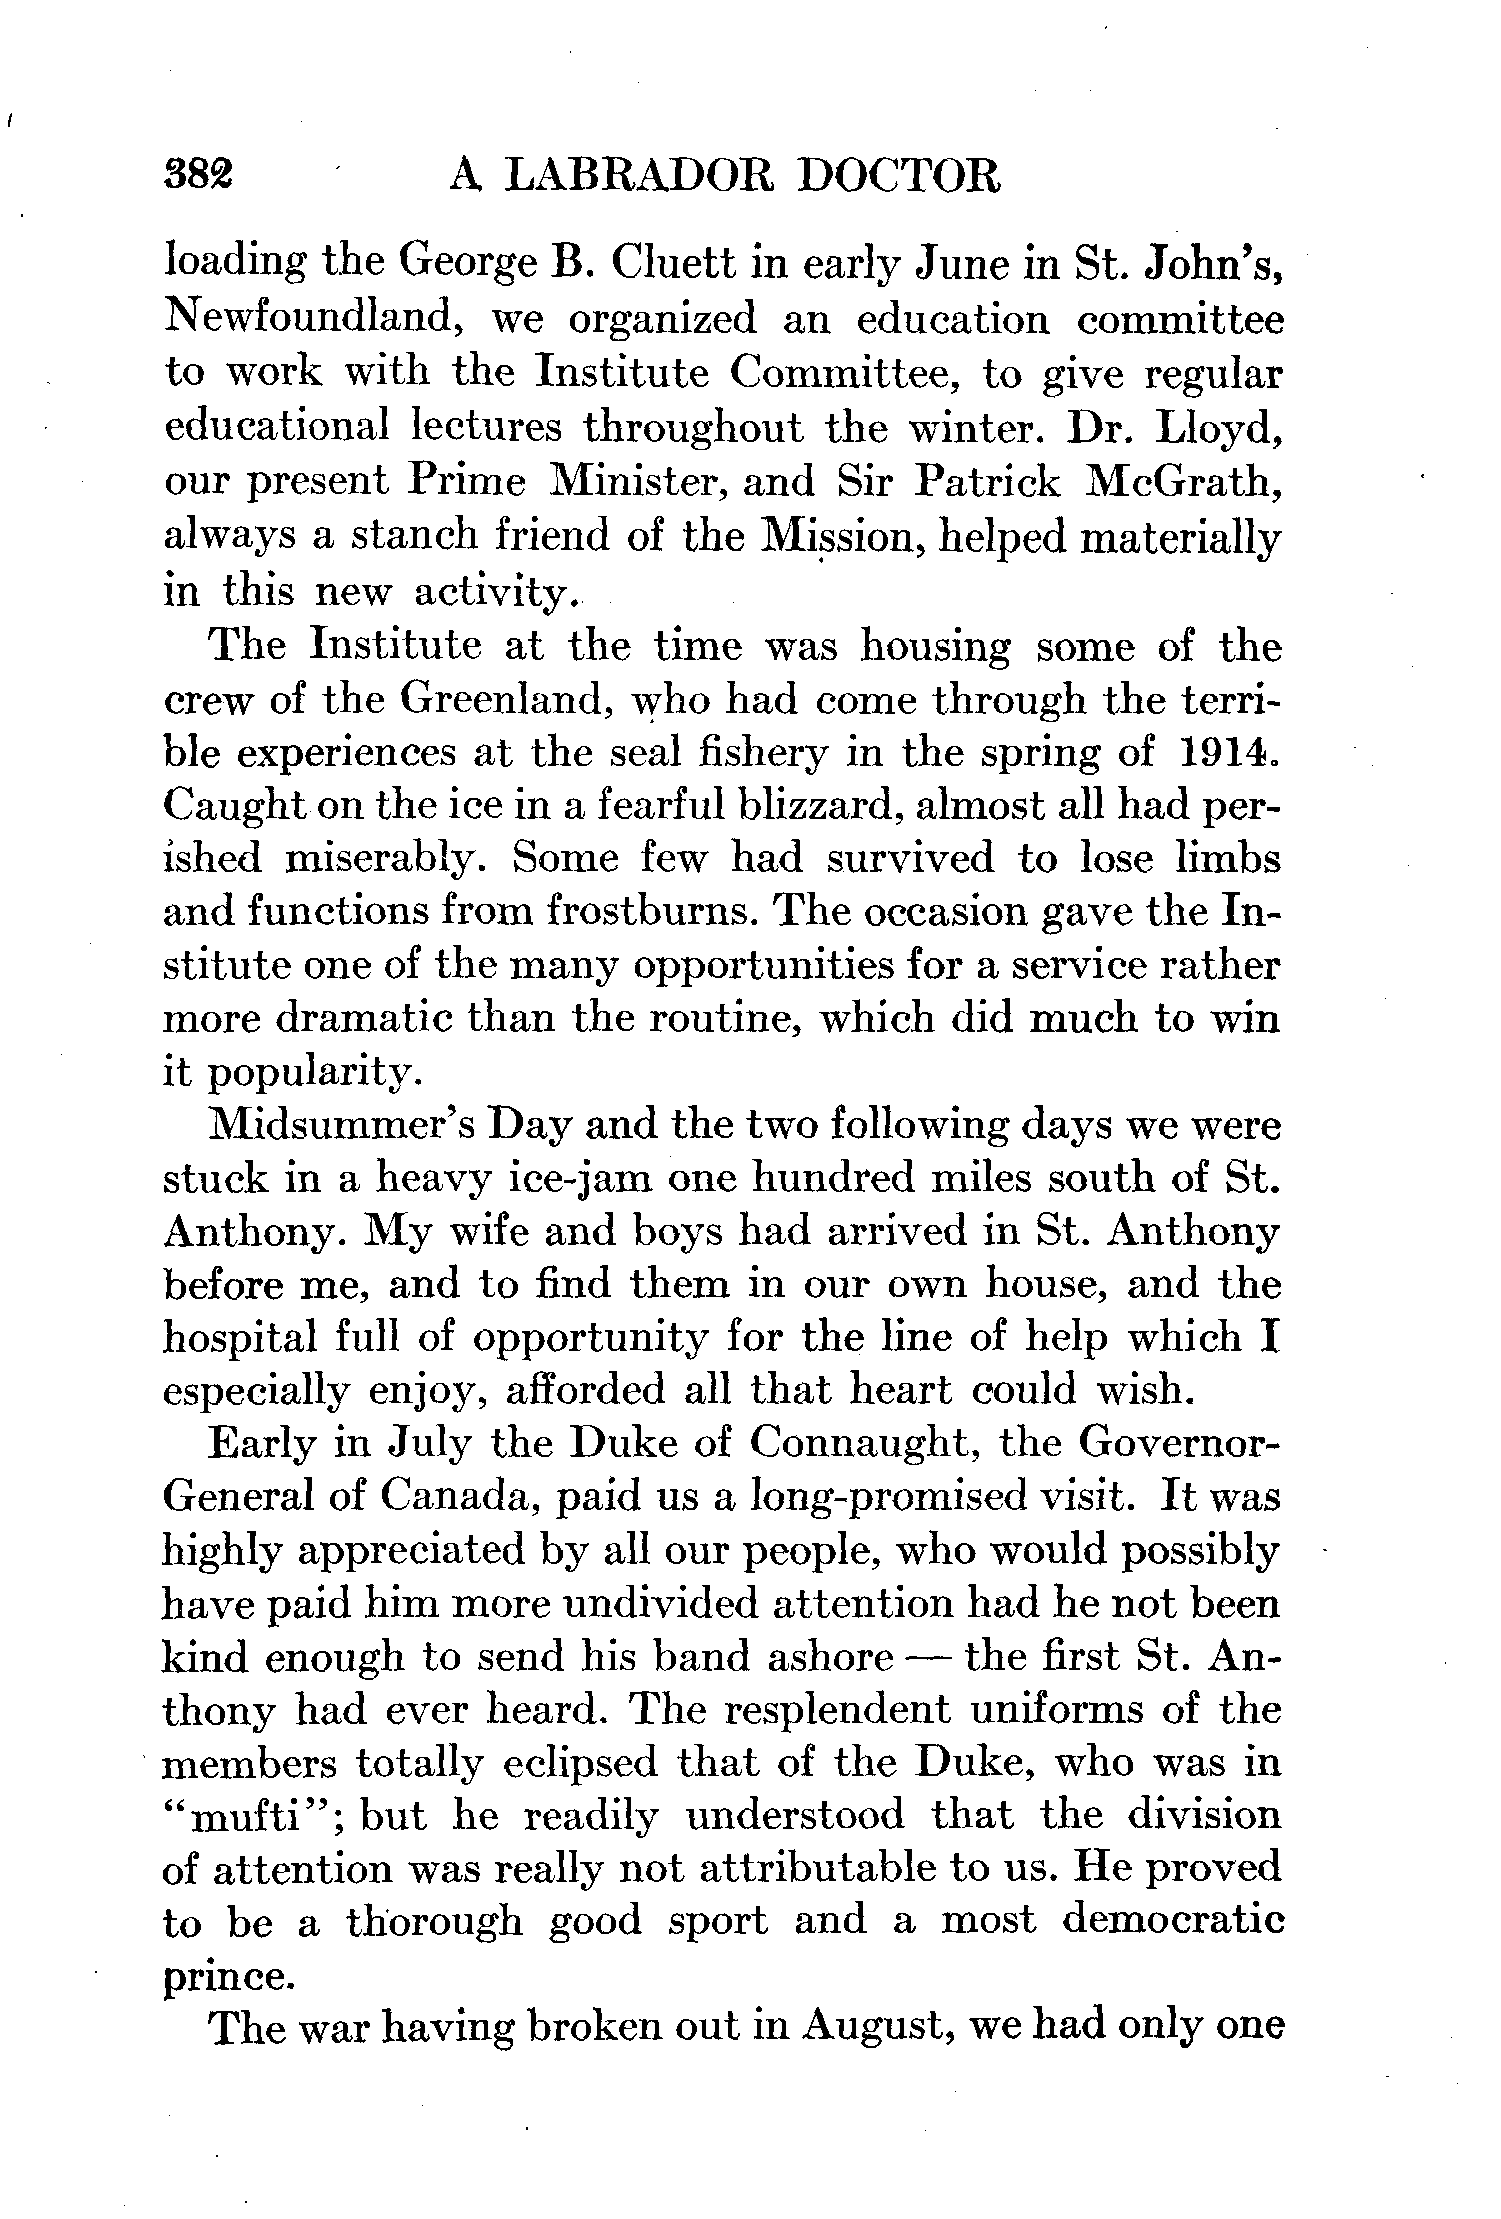 382 A LABRADOR DOCTOR
loading the George B. Cluett in early June in St. John's,
Newfoundland, we organized an education committee
to work with the Institute Committee, to give regular
educational lectures throughout the winter. Dr. Lloyd,
our present Prime Minister, and Sir Patrick McGrath,
always a stanch friend of the Mission, helped materially
in this new activity.
The Institute at the time was housing some of the
crew of the Greenland, who had come through the terri-
ble experiences at the seal fishery in the spring of 1914.
Caught on the ice in a fearful blizzard, almost all had per-
ished miserably. Some few had survived to lose limbs
and functions from frostburns. The occasion gave the In-
stitute one of the many opportunities for a service rather
more dramatic than the routine, which did much to win
it popularity.
Midsummer's Day and the two following days we were
stuck in a heavy ice-jam one hundred miles south of St.
Anthony. My wife and boys had arrived in St. Anthony
before me, and to find them in our own house, and the
hospital full of opportunity for the line of help which I
especially enjoy, afforded all that heart could wish.
Early in July the Duke of Connaught, the Governor-
General of Canada, paid us a long-promised visit. It was
highly appreciated by all our people, who would possibly
have paid him more undivided attention had he not been
kind enough to send his band ashore — the first St. An-
thony had ever heard. The resplendent uniforms of the
members totally eclipsed that of the Duke, who was in
"mufti"; but he readily understood that the division
of attention was really not attributable to us. He proved
to be a thorough good sport and a most democratic
prince.
The war having broken out in August, we had only one